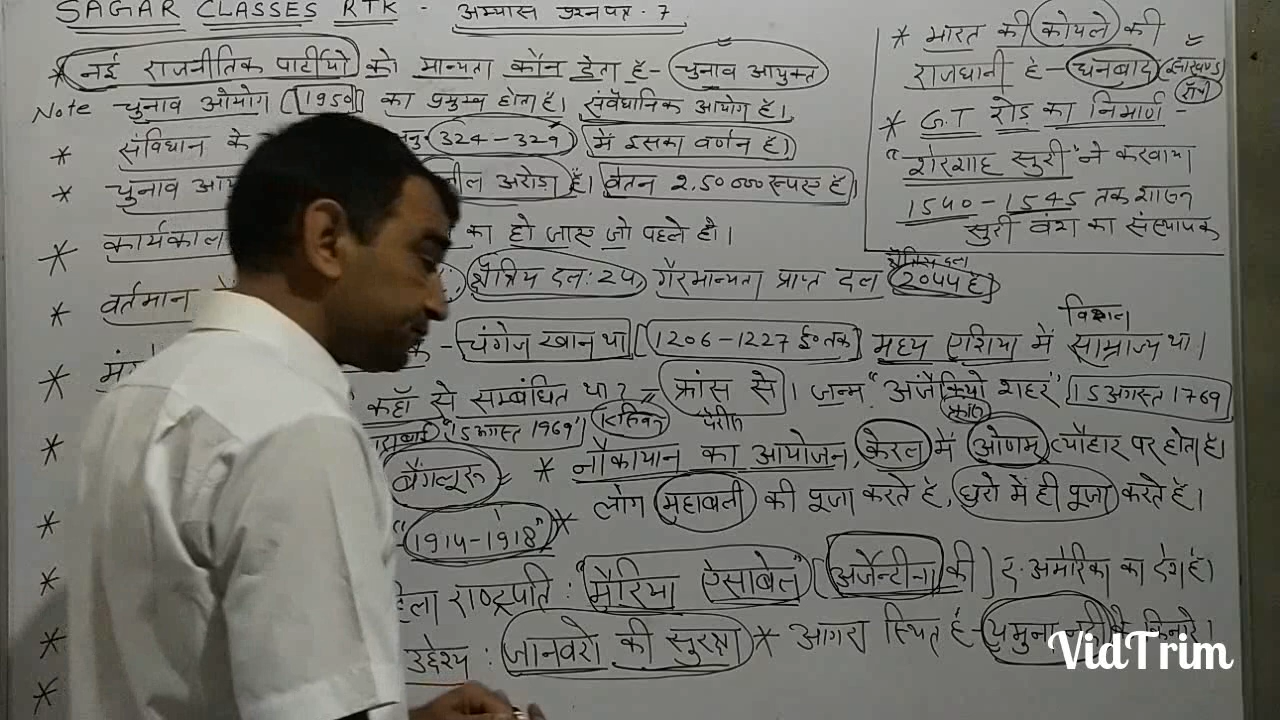 SAGAR CLASSES RTK - अभ्यास प्रश्नपत्र - 7
* नई राजनीतिक पार्टीयो को मान्यता कौन देता है - चुनाव आयुक्त
Note चुनाव आयोग [1950] का प्रमुख होता है। संवैधानिक आयोग है।
* संविधान के अनु॰ 324-329 में इसका वर्णन है।
* चुनाव अरोडा है। वेतन 2,50000 रुपए है।
* कार्यकाल का हो जाए जो पहले हो।
* वर्तमान क्षैत्रिय दल: 24, गैरमान्यता प्राप्त दल 2044 है।
* - चंगेज खान था [1206-1227 ई॰ तक] मध्य एशिया में विशाल साम्राज्य था।
* कहाँ से सम्बंधित था? = फ्रांस से। जन्म "अजैक्यिो शहर" 15 अगस्त 1769
"15 अगस्त 1969"
* बैंगलूरू = * नौकायान का आयोजन, केरल में ओणम त्यौहार पर होता है।
लोग महाबली की पूजा करते है, घरो में ही पूजा करते है।
* "1914-1918"
* राष्ट्रपति: "मैरिया ऐसाबेल" [अर्जेन्टीना की] द॰ अमेरिका का देश है।
* उद्देश्य : जानवरो की सुरक्षा * आगरा स्थित है - यमुना नदी के किनारे।
*
* भारत की कोयले की
राजधानी है - धनबाद झारखण्ड
* G.T रोड का निर्माण -
"शेरशाह सुरी" ने करवाया
1540-1545 तक शासन
सुरी वंश का संस्थापक
VidTrim